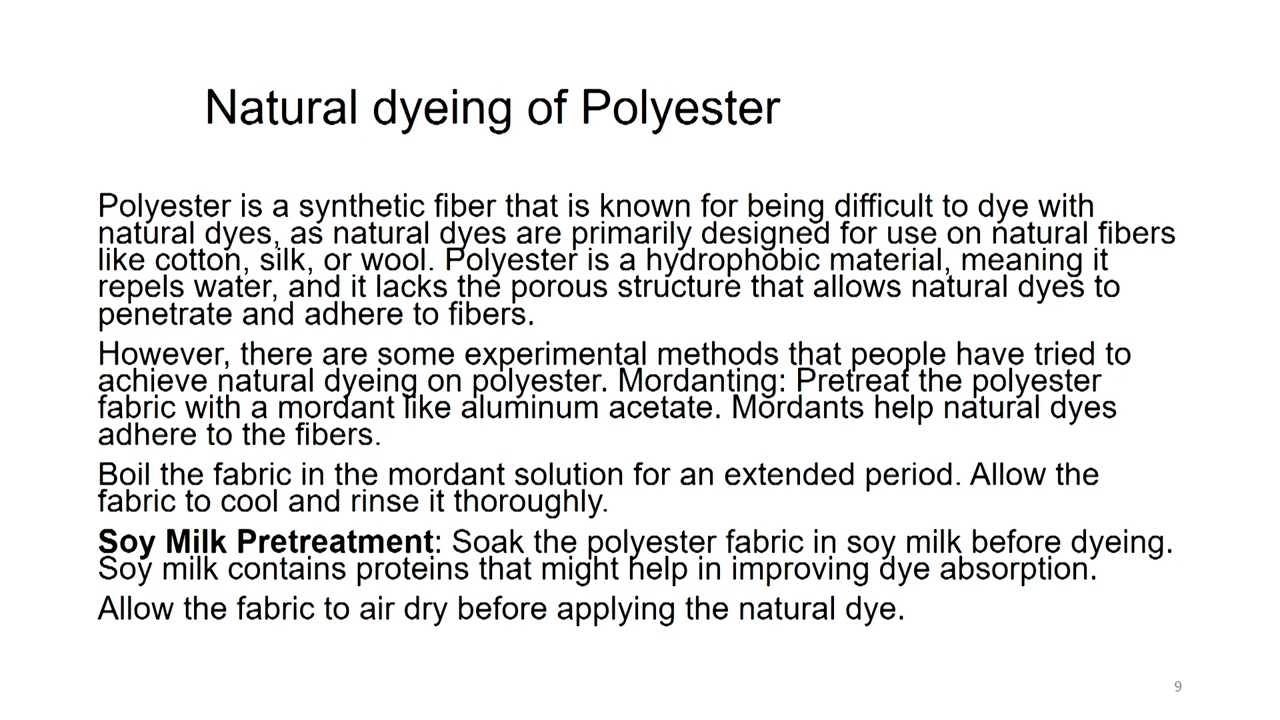 Natural dyeing of Polyester
Polyester is a synthetic fiber that is known for being difficult to dye with
natural dyes, as natural dyes are primarily designed for use on natural fibers
like cotton, silk, or wool. Polyester is a hydrophobic material, meaning it
repels water, and it lacks the porous structure that allows natural dyes to
penetrate and adhere to fibers.
However, there are some experimental methods that people have tried to
achieve natural dyeing on polyester. Mordanting: Pretreat the polyester
fabric with a mordant like aluminum acetate. Mordants help natural dyes
adhere to the fibers.
Boil the fabric in the mordant solution for an extended period. Allow the
fabric to cool and rinse it thoroughly.
Soy Milk Pretreatment: Soak the polyester fabric in soy milk before dyeing.
Soy milk contains proteins that might help in improving dye absorption.
Allow the fabric to air dry before applying the natural dye.
9